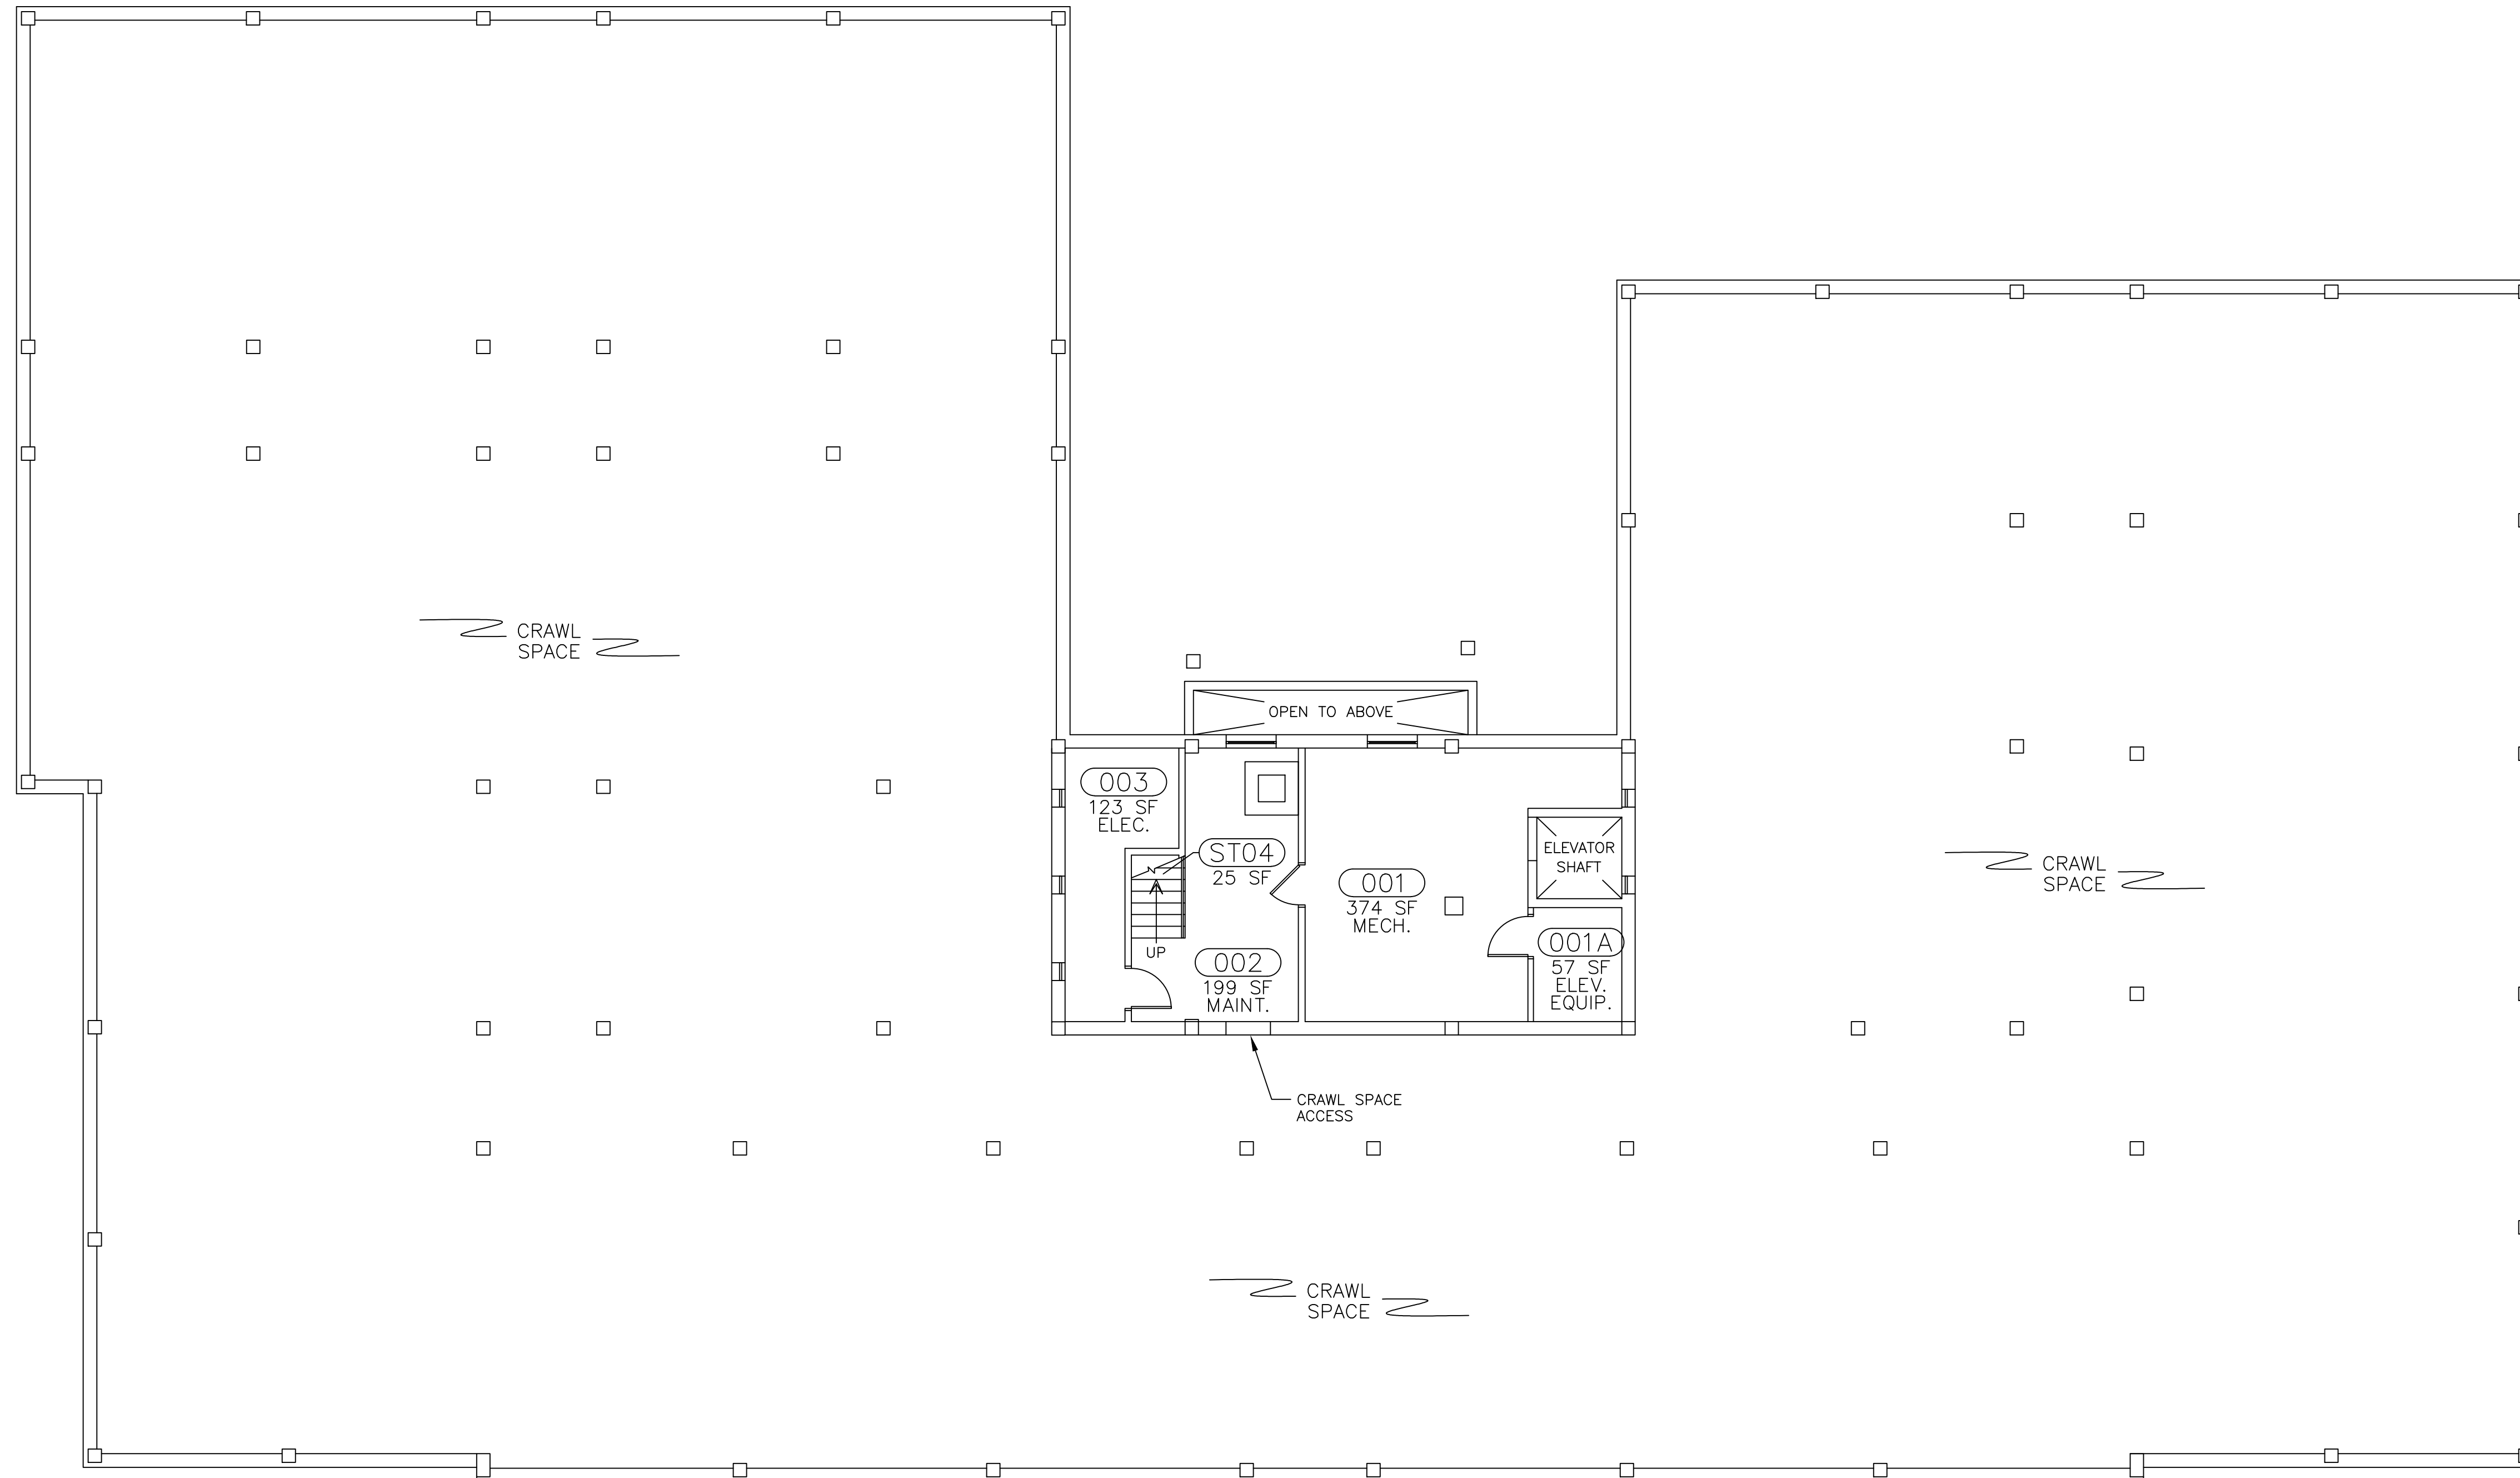 CRAWL
SPACE
OPEN TO ABOVE
003
123 SF
ELEC.
ST04
25 SF
UP
002
199 SF
MAINT.
001
374 SF
MECH.
ELEVATOR
SHAFT
001A
57 SF
ELEV.
EQUIP.
CRAWL
SPACE
CRAWL SPACE
ACCESS
CRAWL
SPACE